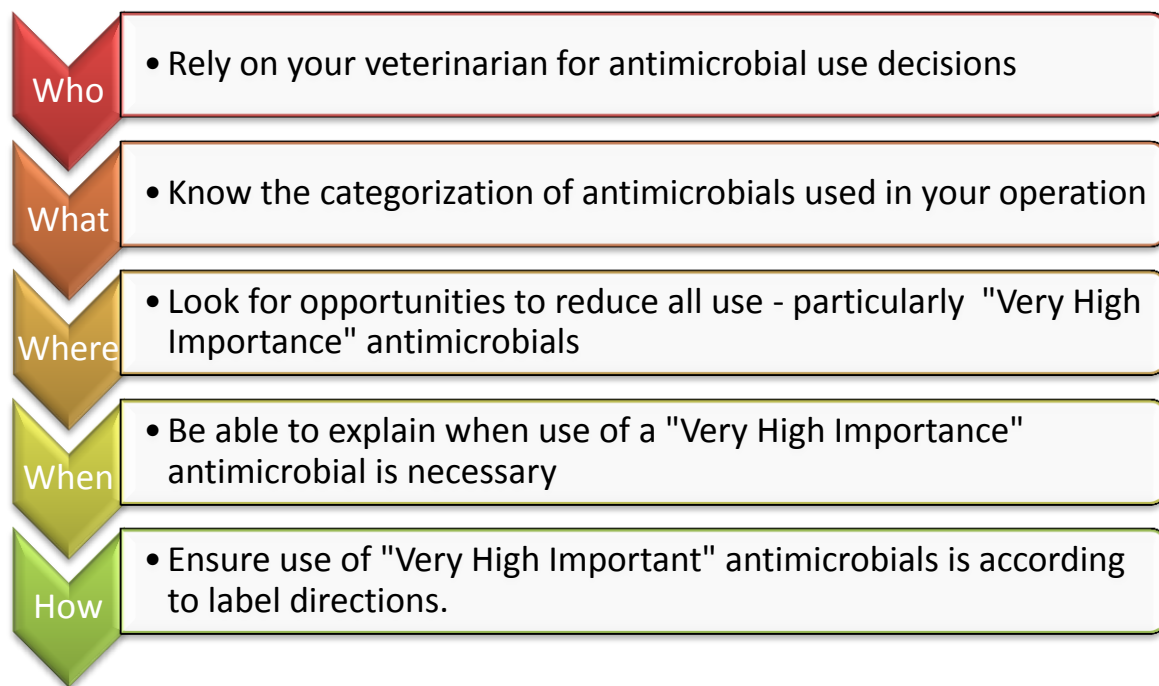 Who
• Rely on your veterinarian for antimicrobial use decisions
What
• Know the categorization of antimicrobials used in your operation
Where
• Look for opportunities to reduce all use - particularly "Very High
Importance" antimicrobials
When
• Be able to explain when use of a "Very High Importance"
antimicrobial is necessary
How
• Ensure use of "Very High Important" antimicrobials is according
to label directions.